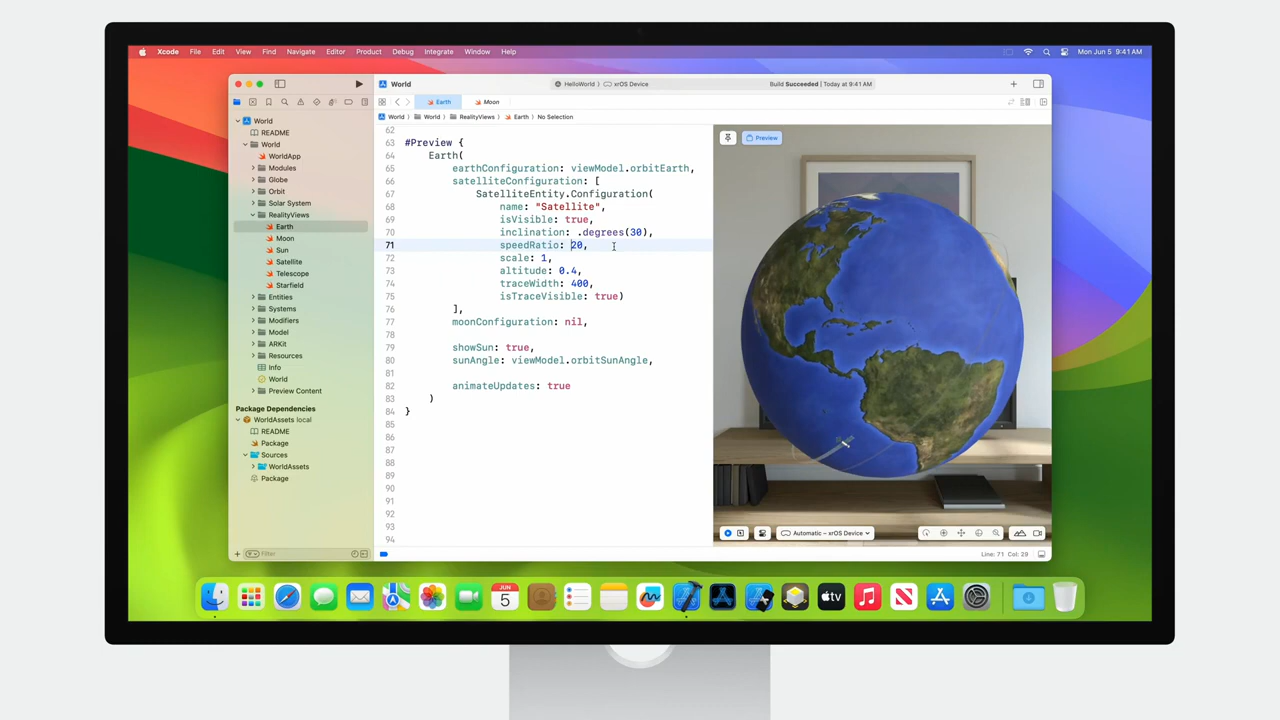 Xcode File Edit View Find Navigate Editor Product Debug Integrate Window Help Mon Jun 5 9:41 AM
World HelloWorld xrOS Device Build Succeeded | Today at 9:41 AM
Earth Moon
World World RealityViews Earth No Selection
World
README
World
WorldApp
Modules
Globe
Orbit
Solar System
RealityViews
Earth
Moon
Sun
Satellite
Telescope
Starfield
Entities
Systems
Modifiers
Model
ARKit
Resources
Info
World
Preview Content
Package Dependencies
WorldAssets local
README
Package
Sources
WorldAssets
Package
Filter
62
63 #Preview {
64 Earth(
65 earthConfiguration: viewModel.orbitEarth,
66 satelliteConfiguration: [
67 SatelliteEntity.Configuration(
68 name: "Satellite",
69 isVisible: true,
70 inclination: .degrees(30),
71 speedRatio: 20,
72 scale: 1,
73 altitude: 0.4,
74 traceWidth: 400,
75 isTraceVisible: true)
76 ],
77 moonConfiguration: nil,
78
79 showSun: true,
80 sunAngle: viewModel.orbitSunAngle,
81
82 animateUpdates: true
83 )
84 }
85
86
87
88
89
90
91
92
93
94
Preview
Automatic – xrOS Device
Line: 71 Col: 29
JUN
5
tv